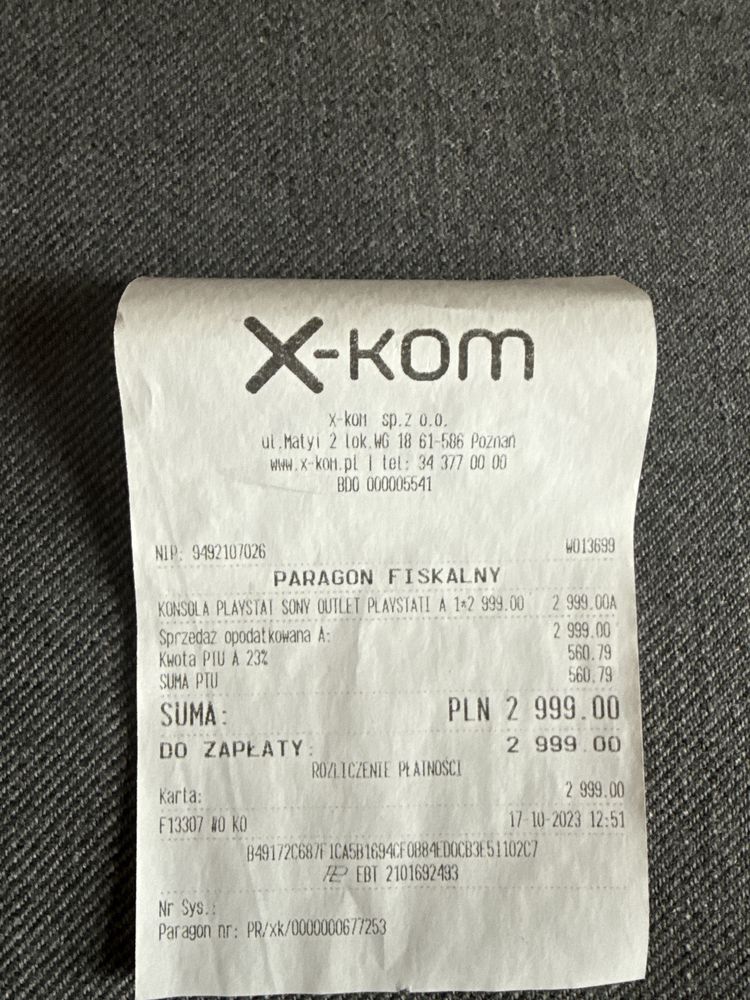 x-kom
x-kom sp.z o.o.
ul.Matyi 2 lok.WG 18 61-586 Poznań
www.x-kom.pl | tel: 34 377 00 00
BDO 000005541
NIP: 9492107026 W013699
PARAGON FISKALNY
KONSOLA PLAYSTAT SONY OUTLET PLAYSTATI A 1*2 999.00 2 999.00A
Sprzedaż opodatkowana A: 2 999.00
Kwota PTU A 23% 560.79
SUMA PTU 560.79
SUMA: PLN 2 999.00
DO ZAPŁATY: 2 999.00
ROZLICZENIE PŁATNOŚCI
Karta: 2 999.00
F13307 #0 KO 17-10-2023 12:51
B49172C687F1CA5B1694CF0B84ED0CB3E51102C7
EBT 2101692493
Nr Sys.:
Paragon nr: PR/xk/0000000677253